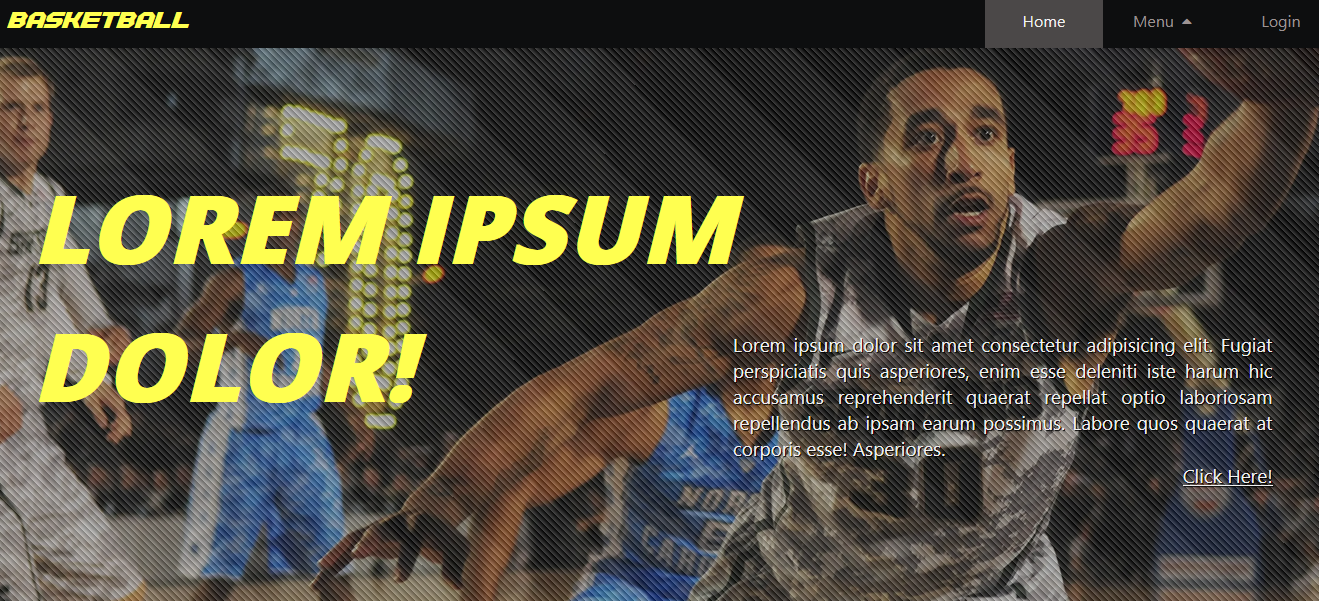 BASKETBALL
Home
Menu
Login
LOREM IPSUM
DOLOR!
Lorem ipsum dolor sit amet consectetur adipisicing elit. Fugiat
perspiciatis quis asperiores, enim esse deleniti iste harum hic
accusamus reprehenderit quaerat repellat optio laboriosam
repellendus ab ipsam earum possimus. Labore quos quaerat at
corporis esse! Asperiores.
Click Here!